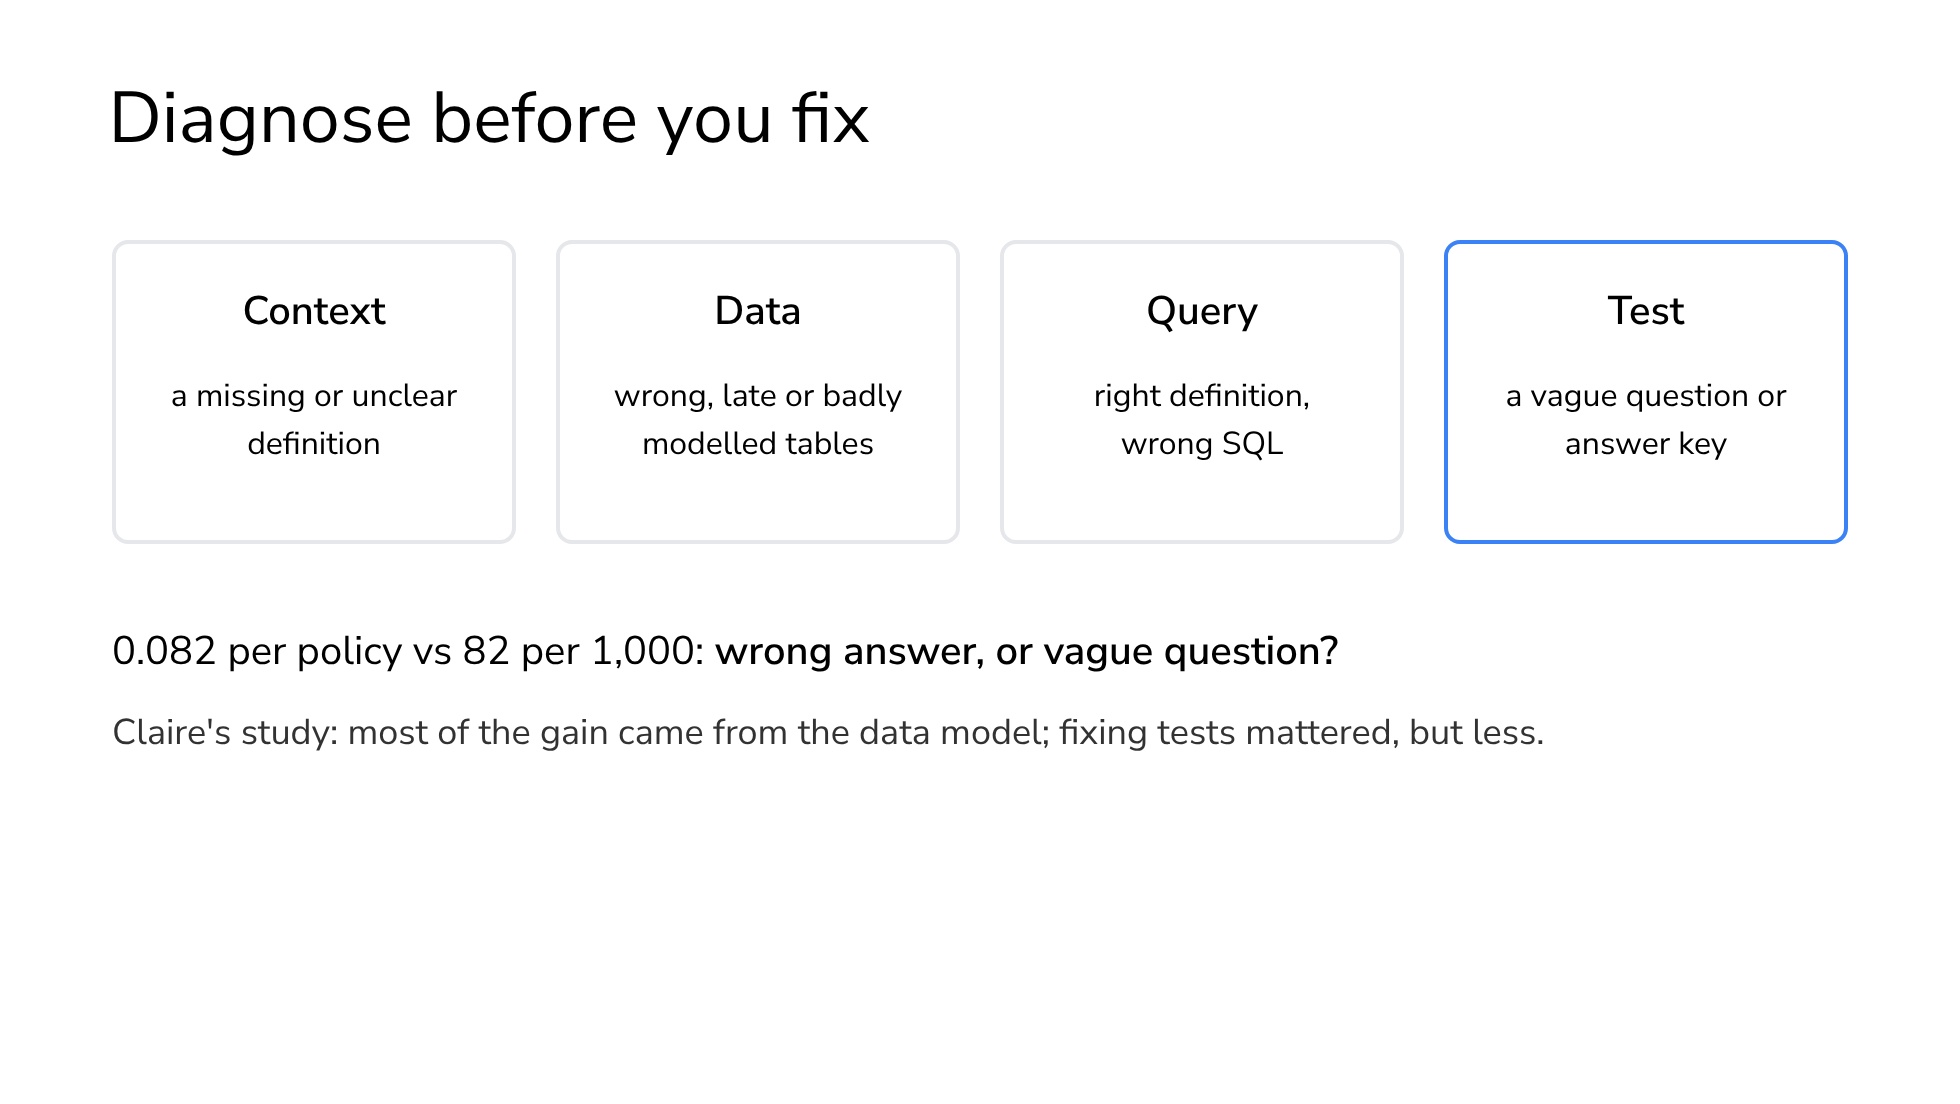 Diagnose before you fix
Context
a missing or unclear
definition
Data
wrong, late or badly
modelled tables
Query
right definition,
wrong SQL
Test
a vague question or
answer key
0.082 per policy vs 82 per 1,000: wrong answer, or vague question?
Claire's study: most of the gain came from the data model; fixing tests mattered, but less.